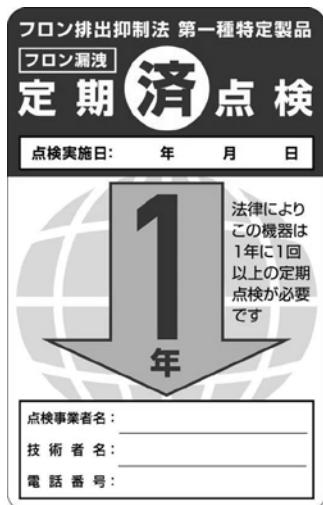 フロン排出抑制法 第一種特定製品
フロン漏洩
定期済点検
点検実施日: 年 月 日
1年
法律により
この機器は
1年に1回
以上の定期
点検が必要
です
点検事業者名:
技術者名:
電話番号: